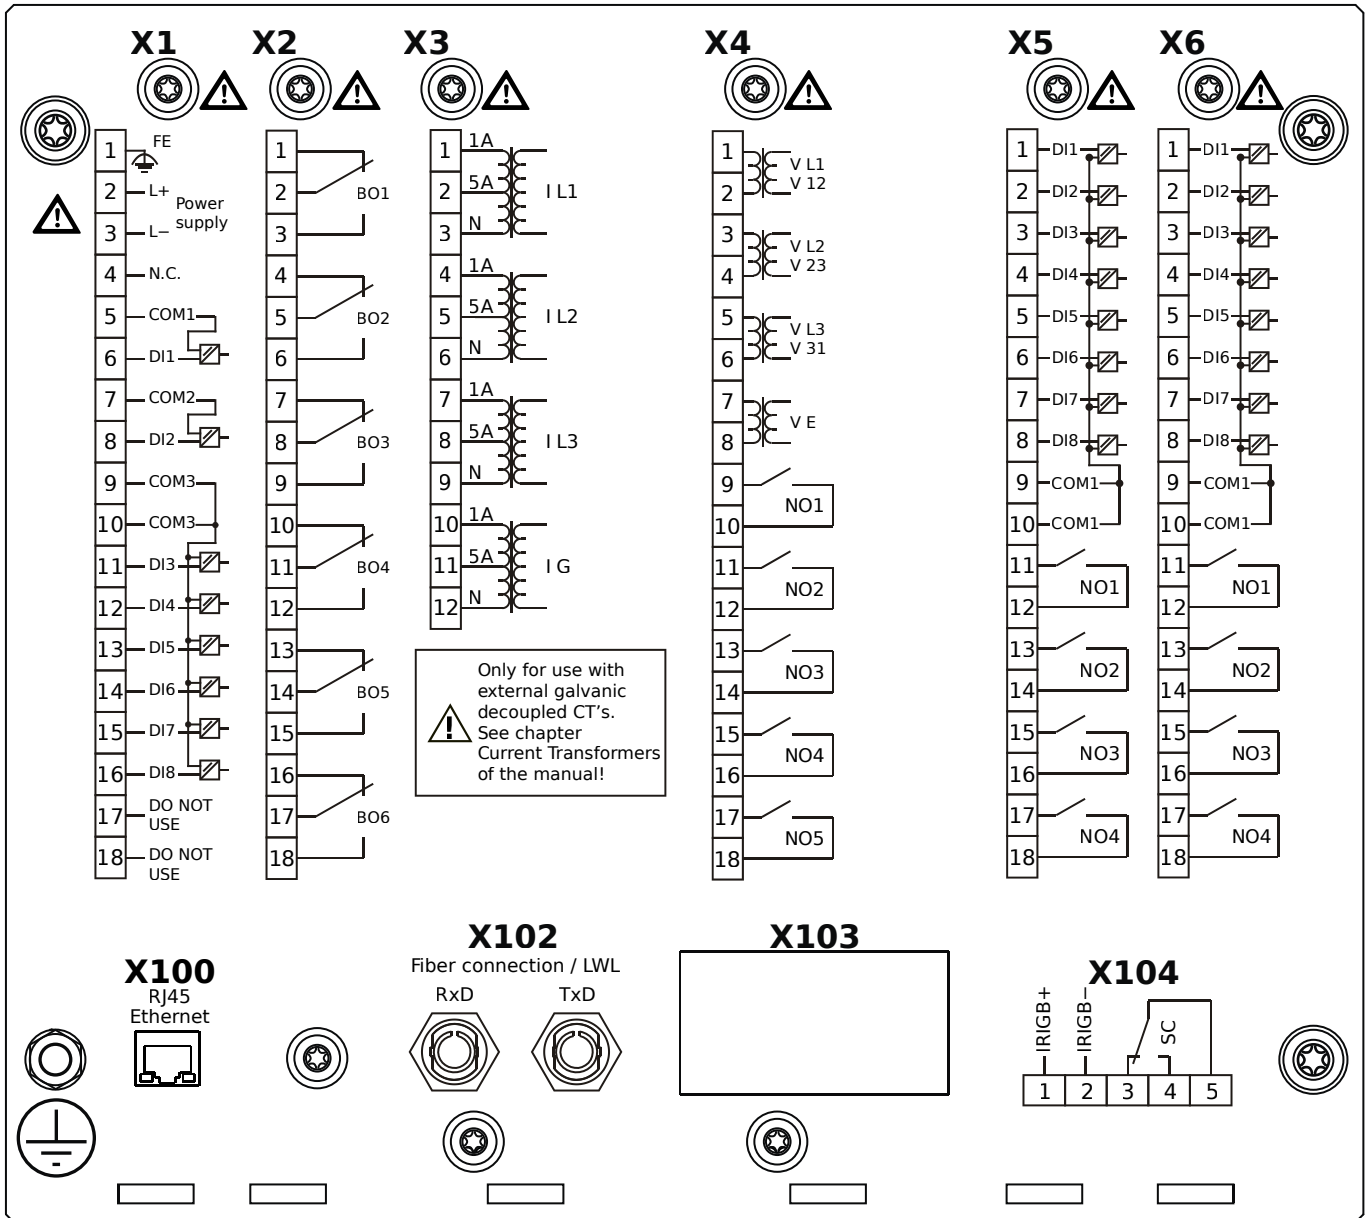 X1
1 FE
2 L+
Power
supply
3 L−
4 N.C.
5 COM1
6 DI1
7 COM2
8 DI2
9 COM3
10 COM3
11 DI3
12 DI4
13 DI5
14 DI6
15 DI7
16 DI8
17 DO NOT
USE
18 DO NOT
USE
X2
1
2 BO1
3
4
5 BO2
6
7
8 BO3
9
10
11 BO4
12
13
14 BO5
15
16
17 BO6
18
X3
1 1A
2 5A I L1
3 N
4 1A
5 5A I L2
6 N
7 1A
8 5A I L3
9 N
10 1A
11 5A I G
12 N
Only for use with
external galvanic
decoupled CT's.
See chapter
Current Transformers
of the manual!
X4
1 V L1
2 V 12
3 V L2
4 V 23
5 V L3
6 V 31
7 V E
8
9
NO1
10
11
NO2
12
13
NO3
14
15
NO4
16
17
NO5
18
X5
1 DI1
2 DI2
3 DI3
4 DI4
5 DI5
6 DI6
7 DI7
8 DI8
9 COM1
10 COM1
11
NO1
12
13
NO2
14
15
NO3
16
17
NO4
18
X6
1 DI1
2 DI2
3 DI3
4 DI4
5 DI5
6 DI6
7 DI7
8 DI8
9 COM1
10 COM1
11
NO1
12
13
NO2
14
15
NO3
16
17
NO4
18
X100
RJ45
Ethernet
X102
Fiber connection / LWL
RxD TxD
X103
X104
IRIGB+
IRIGB−
SC
1 2 3 4 5